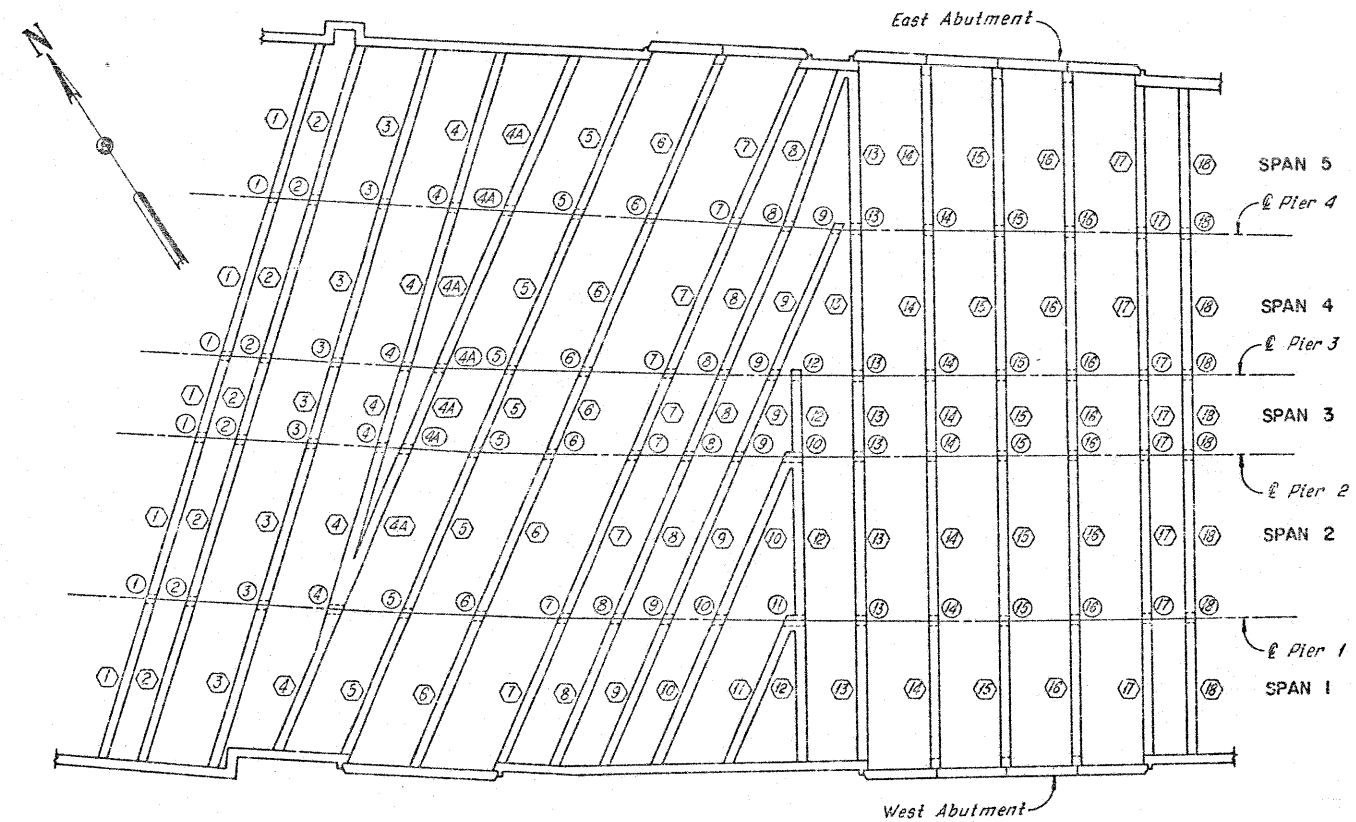 East Abutment
N
1 2 3 4 4A 5 6 7 8 13 14 15 16 17 18 SPAN 5
1 2 3 4 4A 5 6 7 8 9 13 14 15 16 17 18 ℄ Pier 4
1 2 3 4 4A 5 6 7 8 9 13 14 15 16 17 18 SPAN 4
1 2 3 4 4A 5 6 7 8 9 12 13 14 15 16 17 18 ℄ Pier 3
1 2 3 4 4A 5 6 7 8 9 12 13 14 15 16 17 18 SPAN 3
1 2 3 4 4A 5 6 7 8 9 10 13 14 15 16 17 18 ℄ Pier 2
1 2 3 4 4A 5 6 7 8 9 10 12 13 14 15 16 17 18 SPAN 2
1 2 3 4 5 6 7 8 9 10 11 13 14 15 16 17 18 ℄ Pier 1
1 2 3 4 5 6 7 8 9 10 11 12 13 14 15 16 17 18 SPAN 1
West Abutment